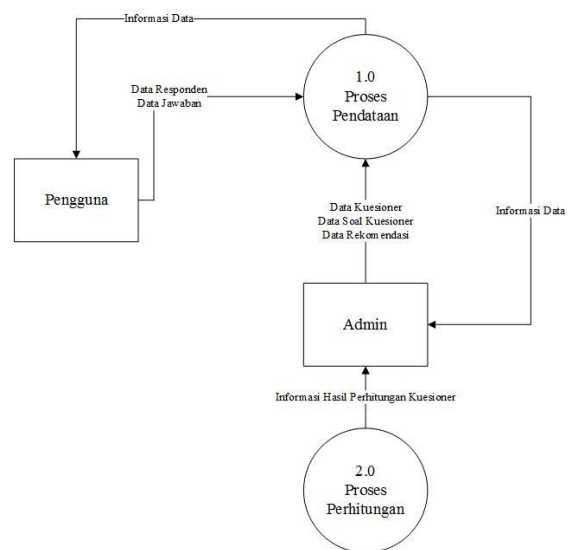 Informasi Data
1.0
Proses
Pendataan
Data Responden
Data Jawaban
Pengguna
Data Kuesioner
Data Soal Kuesioner
Data Rekomendasi
Informasi Data
Admin
Informasi Hasil Perhitungan Kuesioner
2.0
Proses
Perhitungan